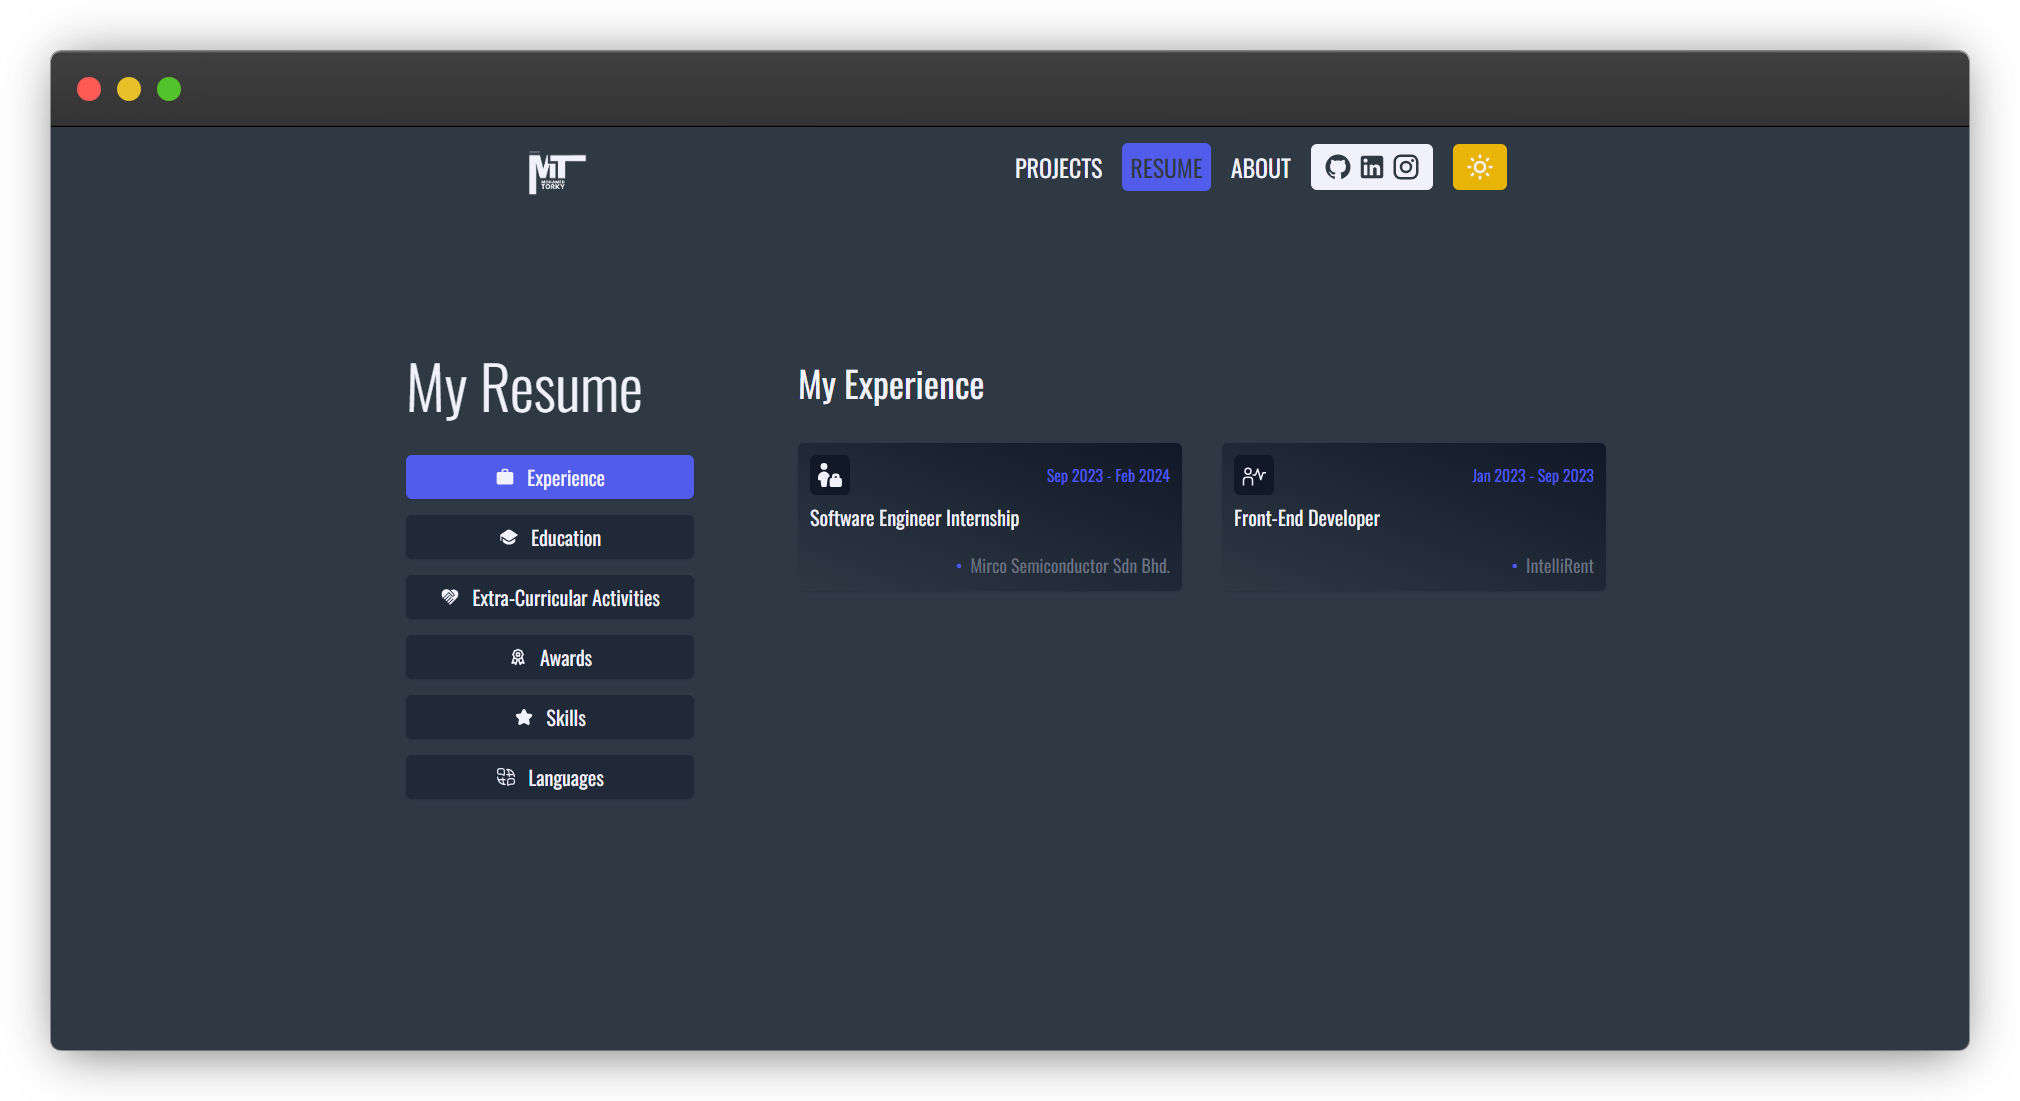 MT
MOHAMED
TORKY
PROJECTS
RESUME
ABOUT
My Resume
Experience
Education
Extra-Curricular Activities
Awards
Skills
Languages
My Experience
Sep 2023 - Feb 2024
Software Engineer Internship
• Mirco Semiconductor Sdn Bhd.
Jan 2023 - Sep 2023
Front-End Developer
• IntelliRent